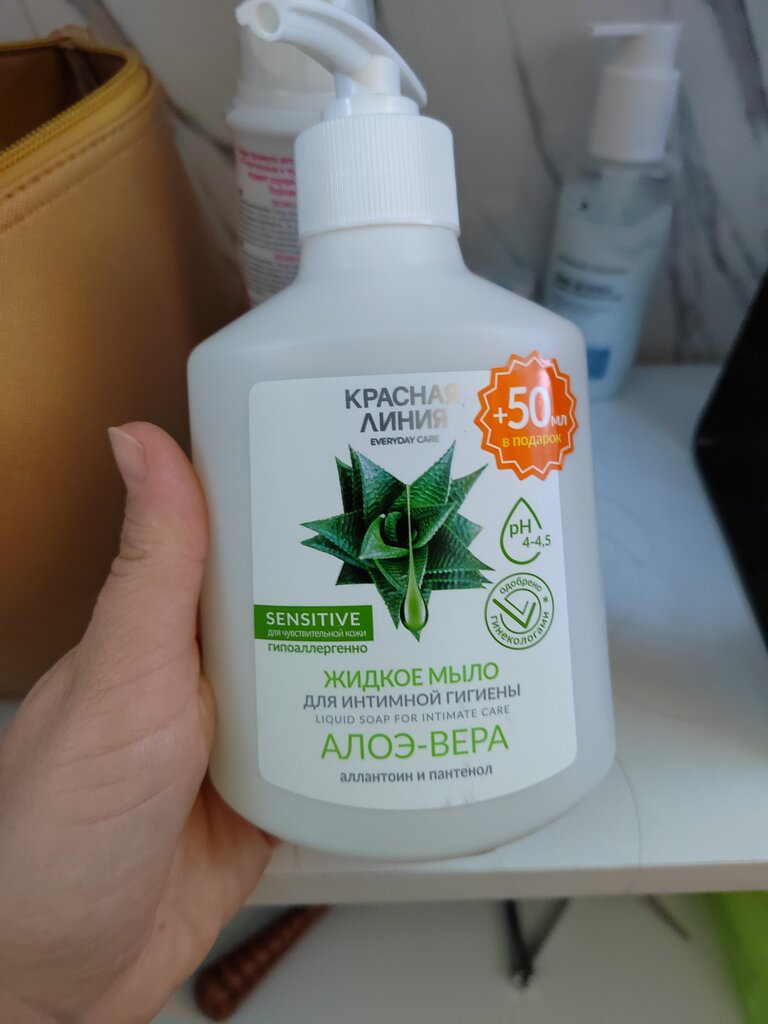 КРАСНАЯ
ЛИНИЯ
EVERYDAY CARE
+50 мл
в подарок
pH
4-4,5
одобрено
гинекологами *
SENSITIVE
для чувствительной кожи
гипоаллергенно
ЖИДКОЕ МЫЛО
ДЛЯ ИНТИМНОЙ ГИГИЕНЫ
LIQUID SOAP FOR INTIMATE CARE
АЛОЭ-ВЕРА
аллантоин и пантенол